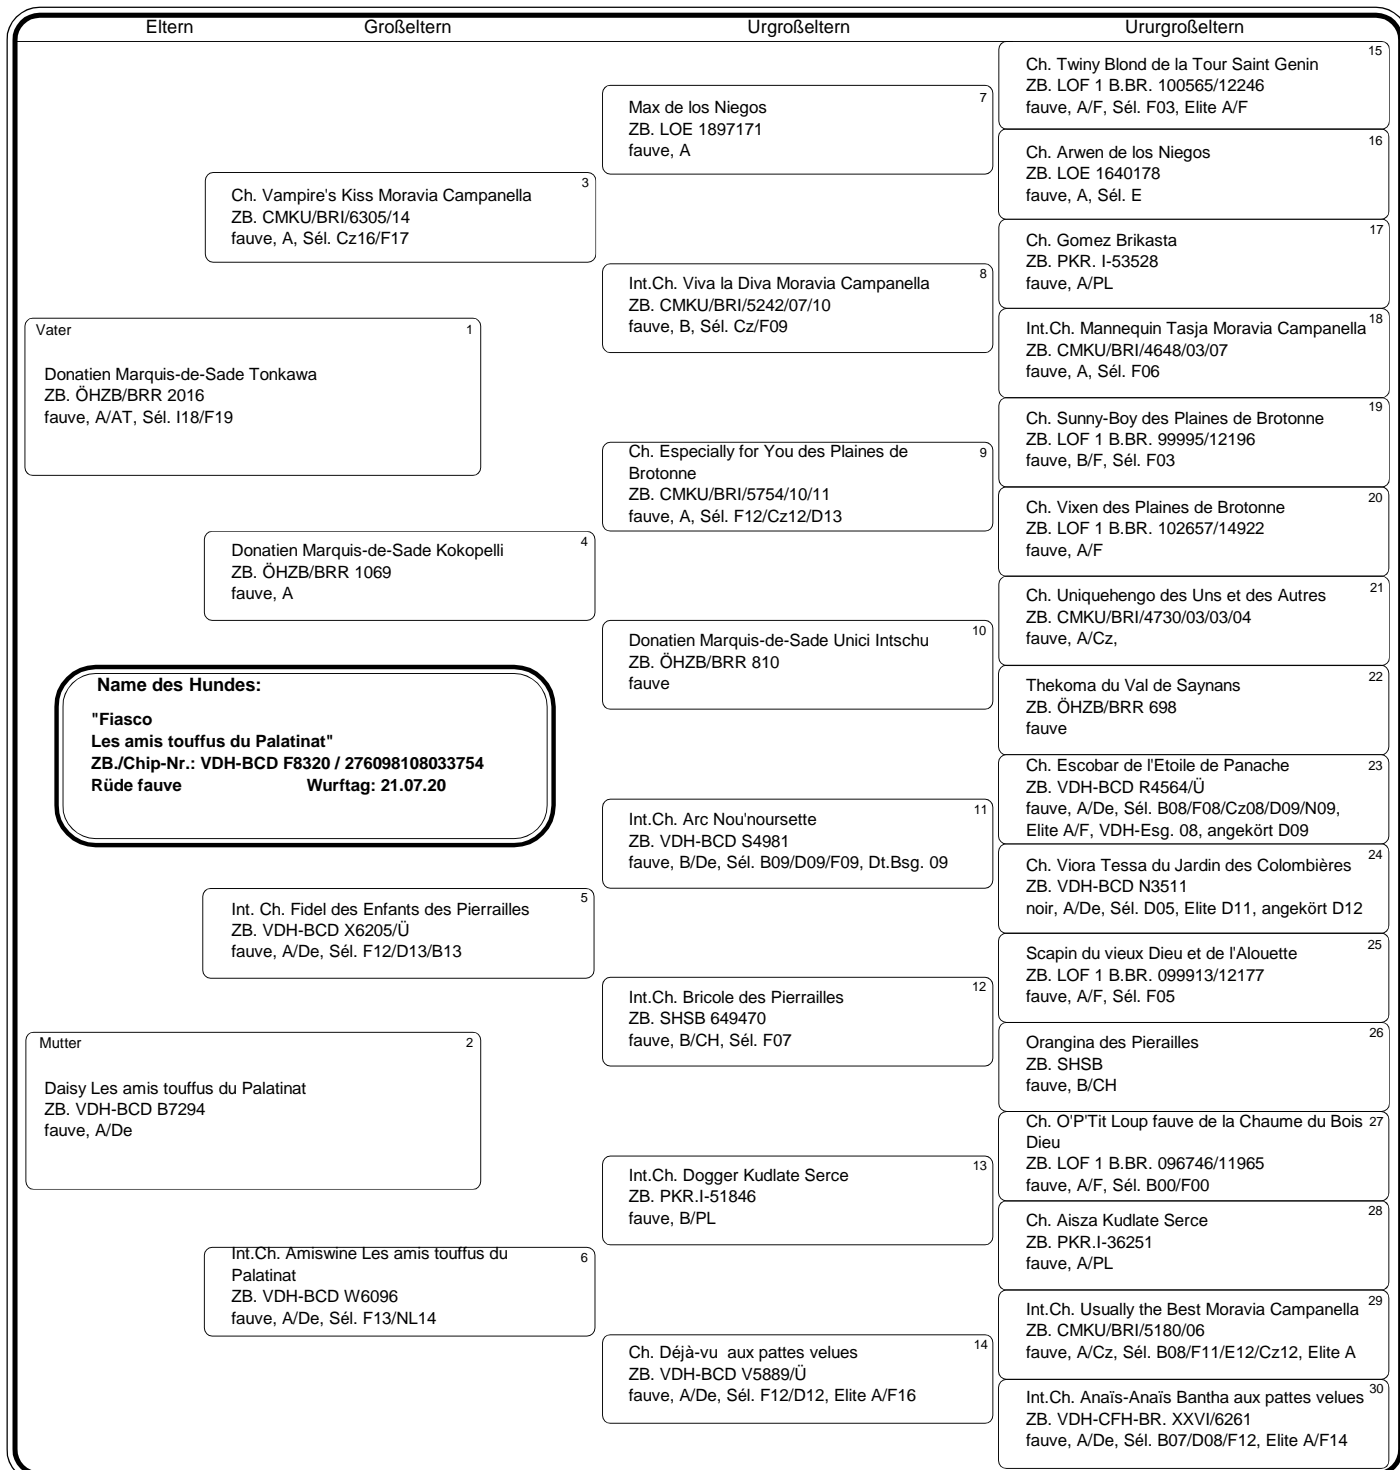 Eltern Großeltern Urgroßeltern Ururgroßeltern
Vater 1
Donatien Marquis-de-Sade Tonkawa
ZB. ÖHZB/BRR 2016
fauve, A/AT, Sél. I18/F19
Name des Hundes:
"Fiasco
Les amis touffus du Palatinat"
ZB./Chip-Nr.: VDH-BCD F8320 / 276098108033754
Rüde fauve Wurftag: 21.07.20
Mutter 2
Daisy Les amis touffus du Palatinat
ZB. VDH-BCD B7294
fauve, A/De
3
Ch. Vampire's Kiss Moravia Campanella
ZB. CMKU/BRI/6305/14
fauve, A, Sél. Cz16/F17
4
Donatien Marquis-de-Sade Kokopelli
ZB. ÖHZB/BRR 1069
fauve, A
5
Int. Ch. Fidel des Enfants des Pierrailles
ZB. VDH-BCD X6205/Ü
fauve, A/De, Sél. F12/D13/B13
Int.Ch. Amiswine Les amis touffus du 6
Palatinat
ZB. VDH-BCD W6096
fauve, A/De, Sél. F13/NL14
7
Max de los Niegos
ZB. LOE 1897171
fauve, A
8
Int.Ch. Viva la Diva Moravia Campanella
ZB. CMKU/BRI/5242/07/10
fauve, B, Sél. Cz/F09
Ch. Especially for You des Plaines de 9
Brotonne
ZB. CMKU/BRI/5754/10/11
fauve, A, Sél. F12/Cz12/D13
10
Donatien Marquis-de-Sade Unici Intschu
ZB. ÖHZB/BRR 810
fauve
11
Int.Ch. Arc Nou'noursette
ZB. VDH-BCD S4981
fauve, B/De, Sél. B09/D09/F09, Dt.Bsg. 09
12
Int.Ch. Bricole des Pierrailles
ZB. SHSB 649470
fauve, B/CH, Sél. F07
13
Int.Ch. Dogger Kudlate Serce
ZB. PKR.I-51846
fauve, B/PL
14
Ch. Déjà-vu aux pattes velues
ZB. VDH-BCD V5889/Ü
fauve, A/De, Sél. F12/D12, Elite A/F16
15
Ch. Twiny Blond de la Tour Saint Genin
ZB. LOF 1 B.BR. 100565/12246
fauve, A/F, Sél. F03, Elite A/F
16
Ch. Arwen de los Niegos
ZB. LOE 1640178
fauve, A, Sél. E
17
Ch. Gomez Brikasta
ZB. PKR. I-53528
fauve, A/PL
Int.Ch. Mannequin Tasja Moravia Campanella 18
ZB. CMKU/BRI/4648/03/07
fauve, A, Sél. F06
19
Ch. Sunny-Boy des Plaines de Brotonne
ZB. LOF 1 B.BR. 99995/12196
fauve, B/F, Sél. F03
20
Ch. Vixen des Plaines de Brotonne
ZB. LOF 1 B.BR. 102657/14922
fauve, A/F
21
Ch. Uniquehengo des Uns et des Autres
ZB. CMKU/BRI/4730/03/03/04
fauve, A/Cz,
22
Thekoma du Val de Saynans
ZB. ÖHZB/BRR 698
fauve
Ch. Escobar de l'Etoile de Panache 23
ZB. VDH-BCD R4564/Ü
fauve, A/De, Sél. B08/F08/Cz08/D09/N09,
Elite A/F, VDH-Esg. 08, angekört D09
24
Ch. Viora Tessa du Jardin des Colombières
ZB. VDH-BCD N3511
noir, A/De, Sél. D05, Elite D11, angekört D12
25
Scapin du vieux Dieu et de l'Alouette
ZB. LOF 1 B.BR. 099913/12177
fauve, A/F, Sél. F05
26
Orangina des Pierailles
ZB. SHSB
fauve, B/CH
Ch. O'P'Tit Loup fauve de la Chaume du Bois 27
Dieu
ZB. LOF 1 B.BR. 096746/11965
fauve, A/F, Sél. B00/F00
28
Ch. Aisza Kudlate Serce
ZB. PKR.I-36251
fauve, A/PL
29
Int.Ch. Usually the Best Moravia Campanella
ZB. CMKU/BRI/5180/06
fauve, A/Cz, Sél. B08/F11/E12/Cz12, Elite A
30
Int.Ch. Anaïs-Anaïs Bantha aux pattes velues
ZB. VDH-CFH-BR. XXVI/6261
fauve, A/De, Sél. B07/D08/F12, Elite A/F14